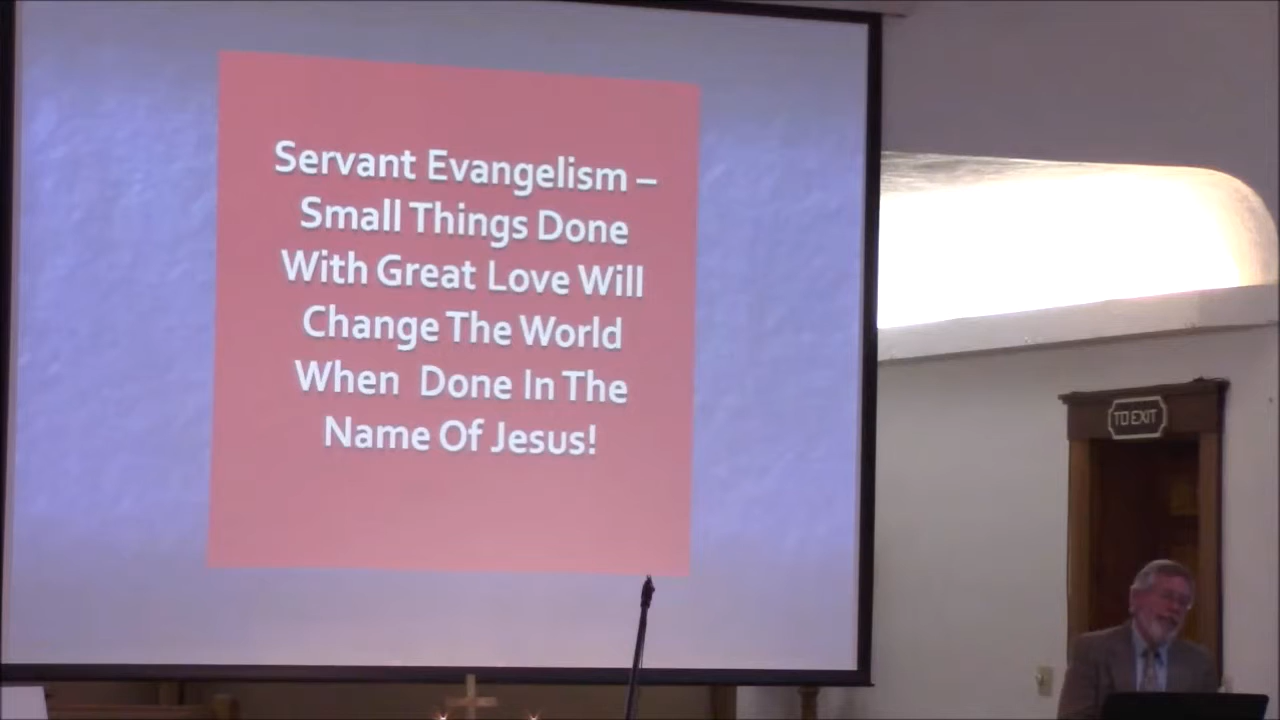 Servant Evangelism –
Small Things Done
With Great Love Will
Change The World
When Done In The
Name Of Jesus!
TO EXIT